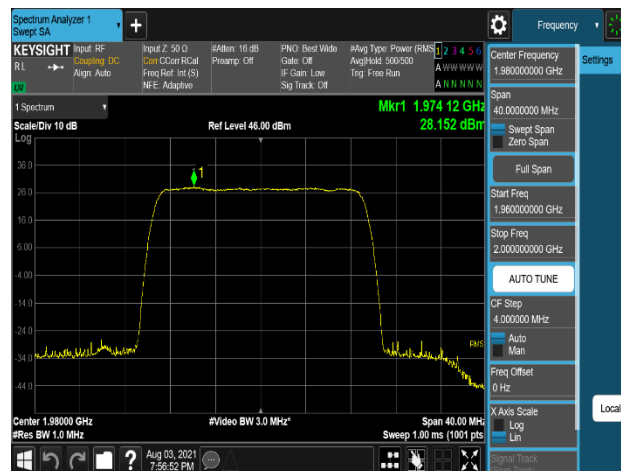 Spectrum Analyzer 1
Swept SA
+
Frequency
KEYSIGHT
RL
Input: RF
Coupling: DC
Align: Auto
Input Z: 50 Ω
Corr CCorr RCal
Freq Ref: Int (S)
NFE: Adaptive
#Atten: 16 dB
Preamp: Off
PNO: Best Wide
Gate: Off
IF Gain: Low
Sig Track: Off
#Avg Type: Power (RMS
Avg|Hold: 500/500
Trig: Free Run
1 2 3 4 5 6
A W W W W W
A N N N N N
1 Spectrum
Scale/Div 10 dB
Ref Level 46.00 dBm
Mkr1 1.974 12 GHz
28.152 dBm
Log
36.0
26.0
16.0
6.00
-4.00
-14.0
-24.0
-34.0
-44.0
1
RMS
Center 1.98000 GHz
#Res BW 1.0 MHz
#Video BW 3.0 MHz*
Span 40.00 MHz
Sweep 1.00 ms (1001 pts
Aug 03, 2021
7:56:52 PM
?
Center Frequency
1.980000000 GHz
Settings
Span
40.0000000 MHz
Swept Span
Zero Span
Full Span
Start Freq
1.960000000 GHz
Stop Freq
2.000000000 GHz
AUTO TUNE
CF Step
4.000000 MHz
Auto
Man
Freq Offset
0 Hz
X Axis Scale
Log
Lin
Local
Signal Track
(Span Zoom)